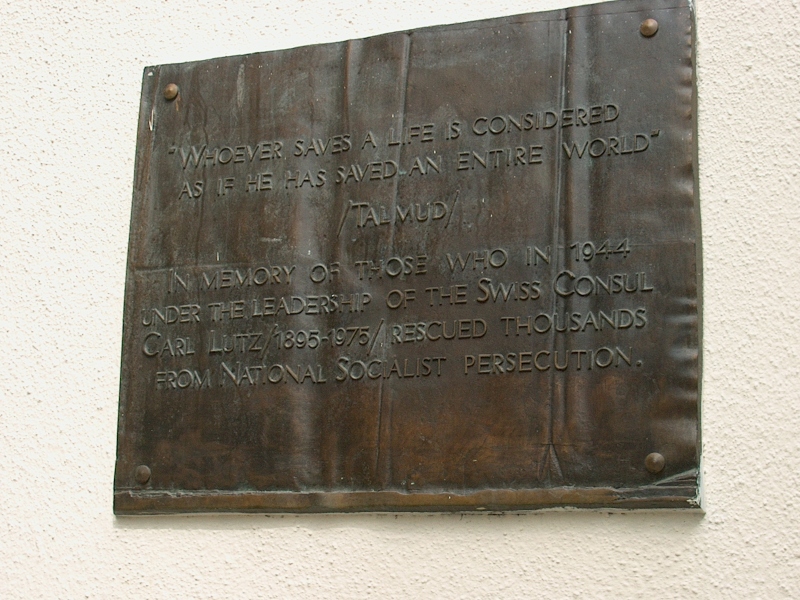 "WHOEVER SAVES A LIFE IS CONSIDERED
AS IF HE HAS SAVED AN ENTIRE WORLD"
/TALMUD/
IN MEMORY OF THOSE WHO IN 1944
UNDER THE LEADERSHIP OF THE SWISS CONSUL
CARL LUTZ/1895-1975/, RESCUED THOUSANDS
FROM NATIONAL SOCIALIST PERSECUTION.